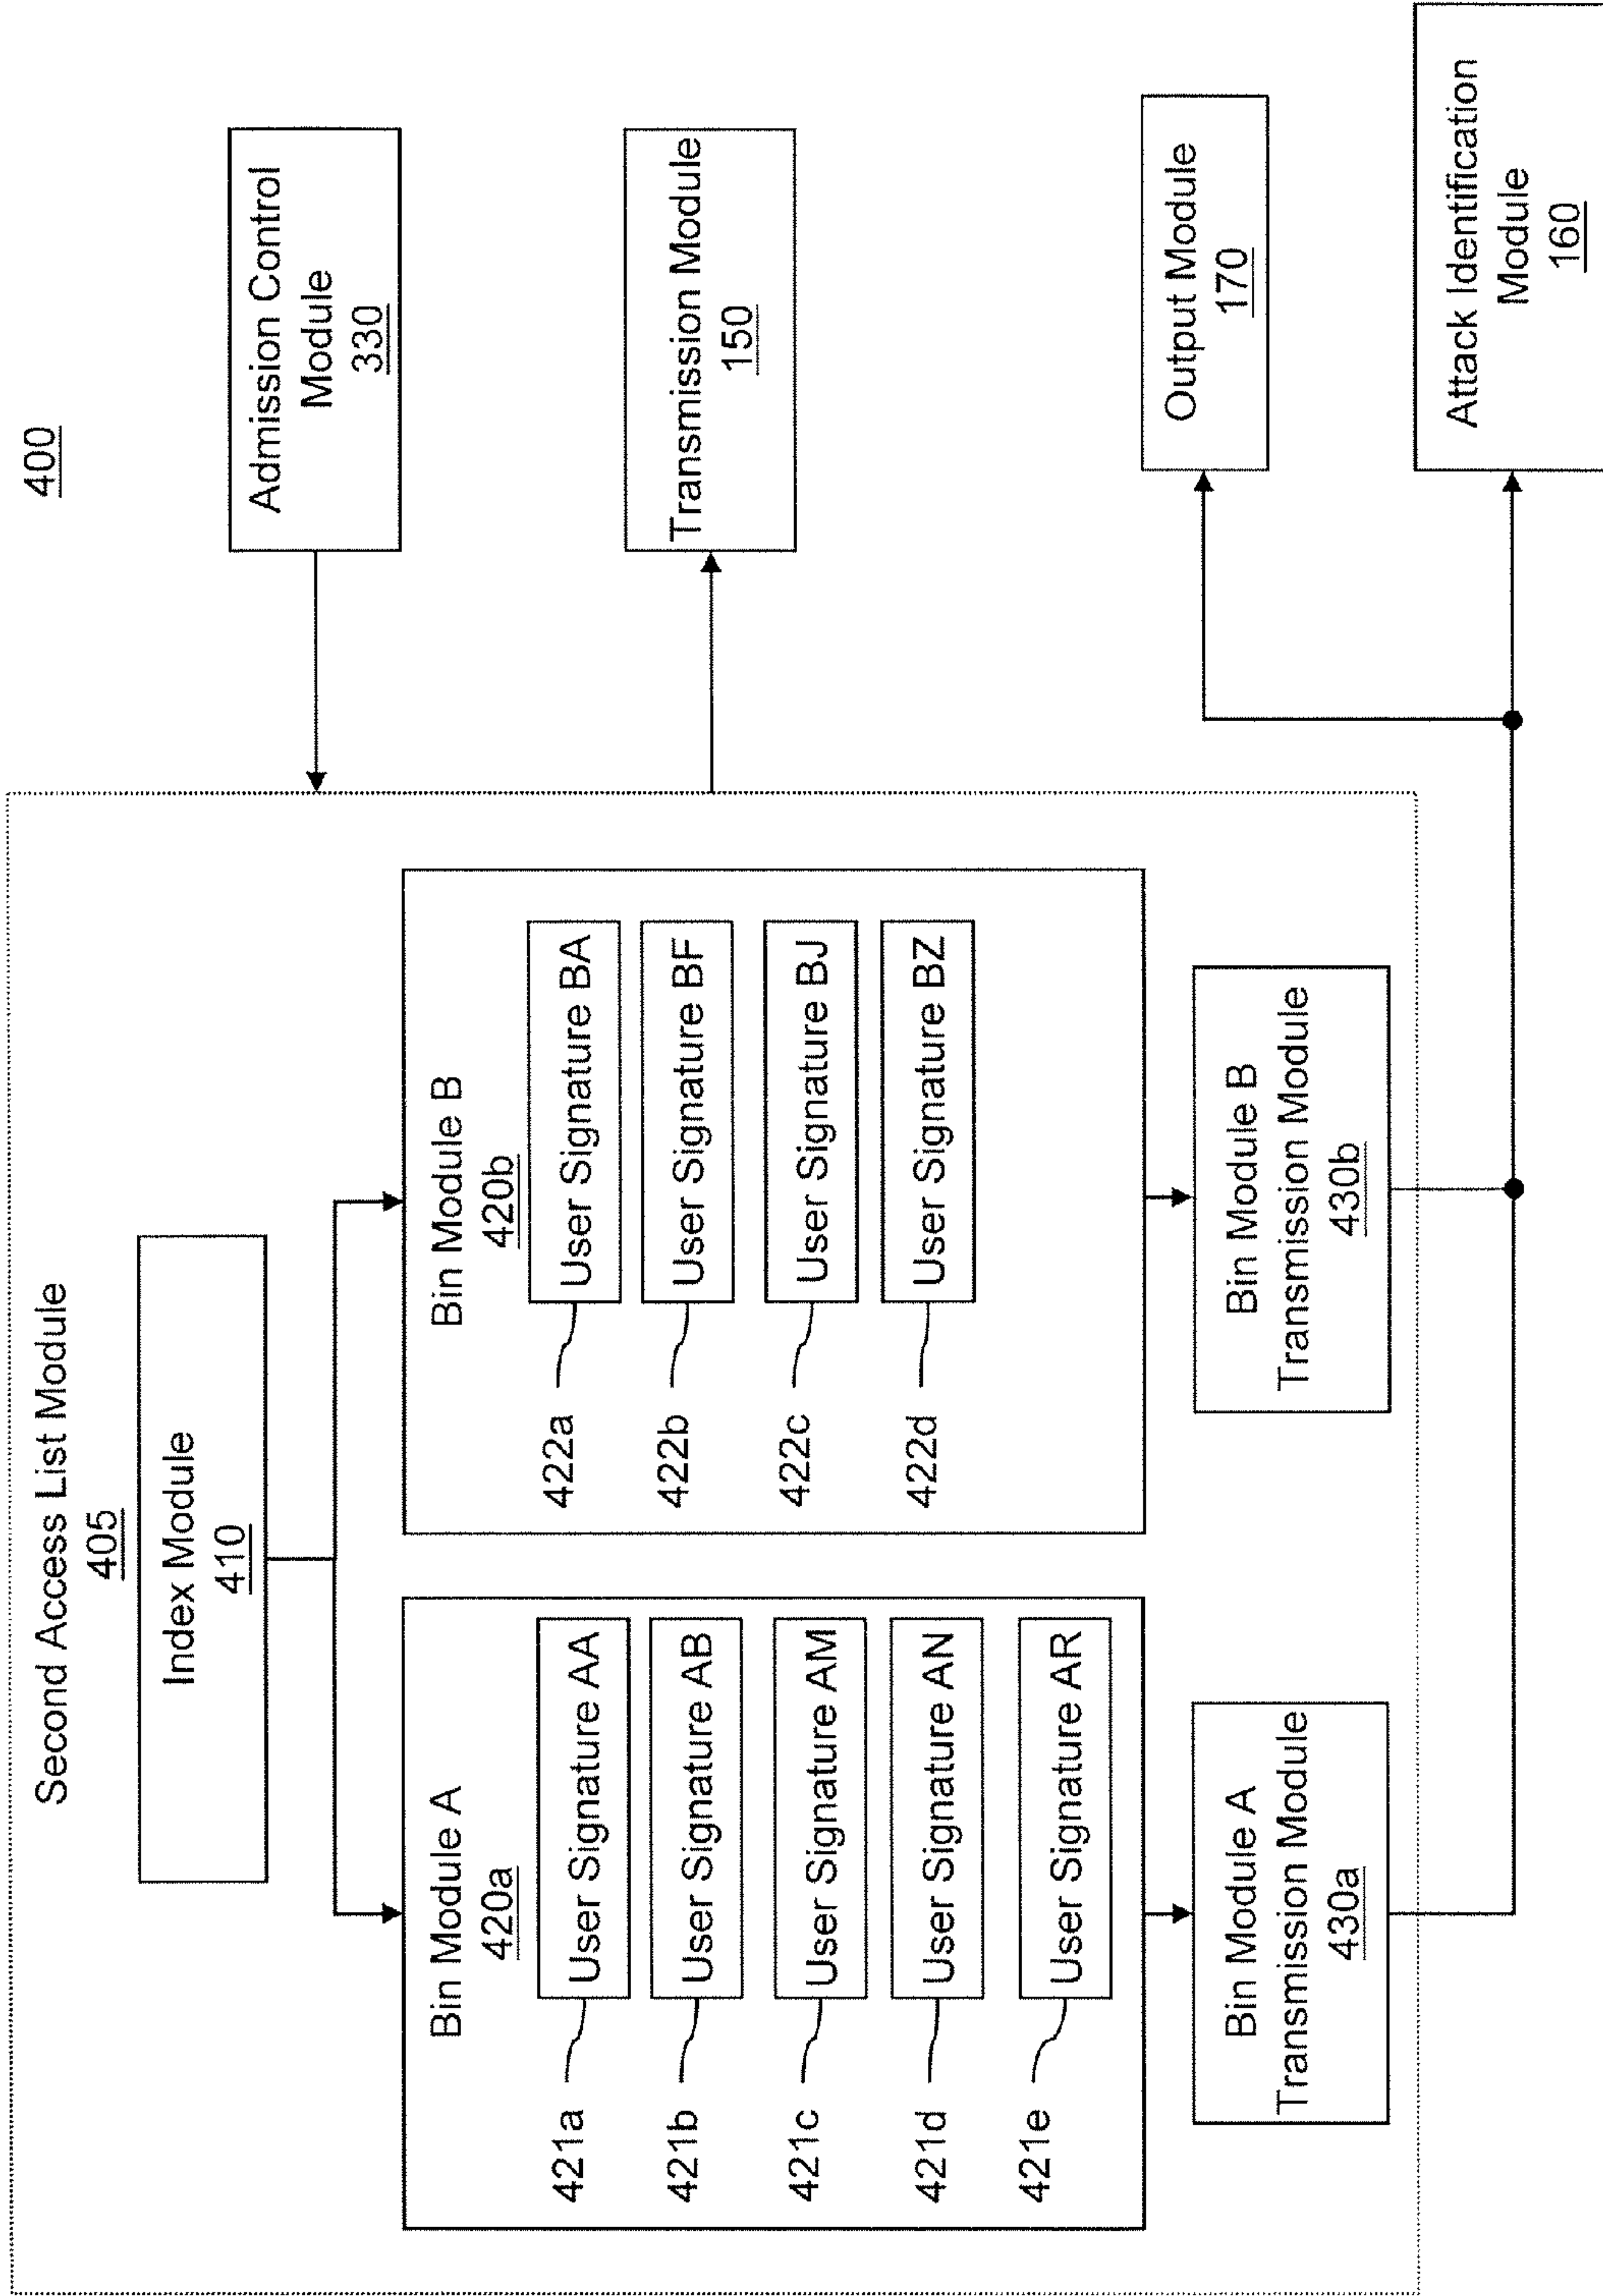 400
Second Access List Module
405
Index Module
410
Bin Module A
420a
421a
User Signature AA
421b
User Signature AB
421c
User Signature AM
421d
User Signature AN
421e
User Signature AR
Bin Module A
Transmission Module
430a
Bin Module B
420b
422a
User Signature BA
422b
User Signature BF
422c
User Signature BJ
422d
User Signature BZ
Bin Module B
Transmission Module
430b
Admission Control
Module
330
Transmission Module
150
Output Module
170
Attack Identification
Module
160